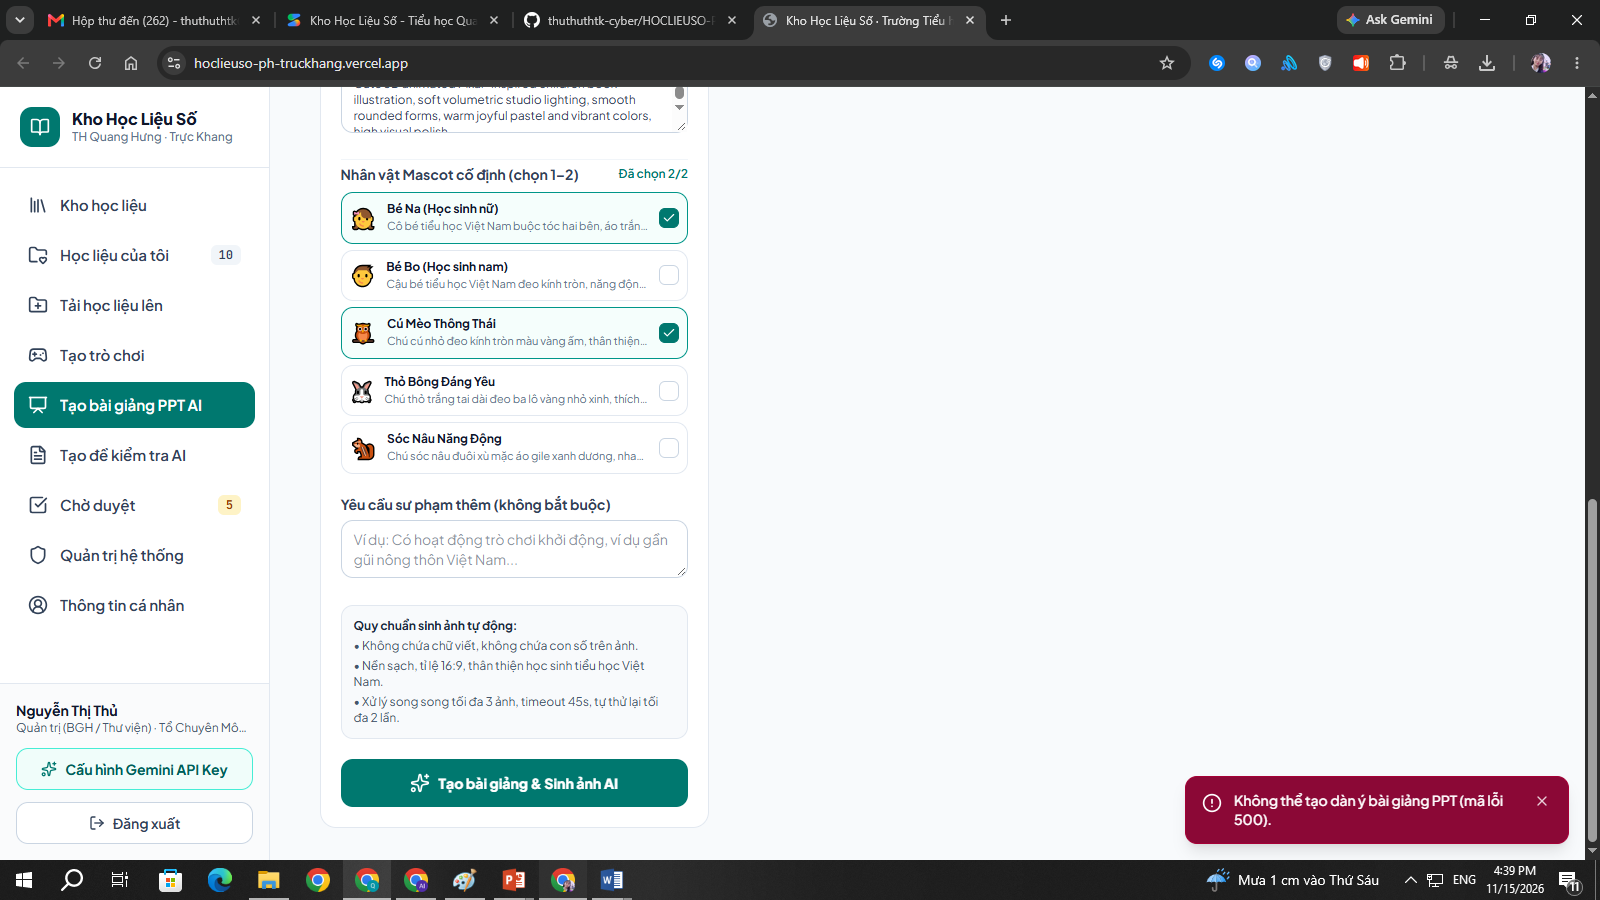 Hộp thư đến (262) - thuthuthtk
Kho Học Liệu Số - Tiểu học Qua
thuthuthtk-cyber/HOCLIEUSO-F
Kho Học Liệu Số · Trường Tiểu H
Ask Gemini
hoclieuso-ph-truckhang.vercel.app
Kho Học Liệu Số
TH Quang Hưng · Trực Khang
Kho học liệu
Học liệu của tôi
10
Tải học liệu lên
Tạo trò chơi
Tạo bài giảng PPT AI
Tạo đề kiểm tra AI
Chờ duyệt
5
Quản trị hệ thống
Thông tin cá nhân
Nguyễn Thị Thủ
Quản trị (BGH / Thư viện) · Tổ Chuyên Mô...
Cấu hình Gemini API Key
Đăng xuất
illustration, soft volumetric studio lighting, smooth
rounded forms, warm joyful pastel and vibrant colors,
high visual polish
Nhân vật Mascot cố định (chọn 1–2)
Đã chọn 2/2
Bé Na (Học sinh nữ)
Cô bé tiểu học Việt Nam buộc tóc hai bên, áo trắn...
Bé Bo (Học sinh nam)
Cậu bé tiểu học Việt Nam đeo kính tròn, năng độn...
Cú Mèo Thông Thái
Chú cú nhỏ đeo kính tròn màu vàng ấm, thân thiện...
Thỏ Bông Đáng Yêu
Chú thỏ trắng tai dài đeo ba lô vàng nhỏ xinh, thích...
Sóc Nâu Năng Động
Chú sóc nâu đuôi xù mặc áo gile xanh dương, nha...
Yêu cầu sư phạm thêm (không bắt buộc)
Ví dụ: Có hoạt động trò chơi khởi động, ví dụ gần
gũi nông thôn Việt Nam...
Quy chuẩn sinh ảnh tự động:
• Không chứa chữ viết, không chứa con số trên ảnh.
• Nền sạch, tỉ lệ 16:9, thân thiện học sinh tiểu học Việt
Nam.
• Xử lý song song tối đa 3 ảnh, timeout 45s, tự thử lại tối
đa 2 lần.
Tạo bài giảng & Sinh ảnh AI
Không thể tạo dàn ý bài giảng PPT (mã lỗi
500).
Mưa 1 cm vào Thứ Sáu
ENG
4:39 PM
11/15/2026
11